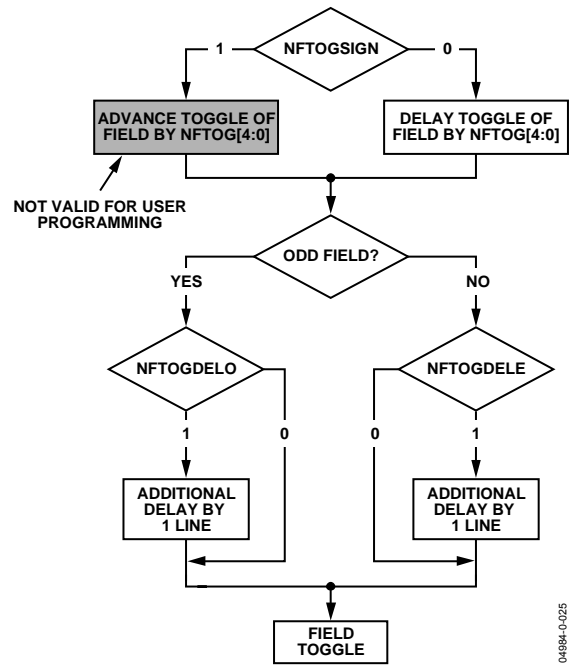 NFTOGSIGN
1
0
ADVANCE TOGGLE OF
FIELD BY NFTOG[4:0]
DELAY TOGGLE OF
FIELD BY NFTOG[4:0]
NOT VALID FOR USER
PROGRAMMING
ODD FIELD?
YES
NO
NFTOGDELO
NFTOGDELE
1
0
0
1
ADDITIONAL
DELAY BY
1 LINE
ADDITIONAL
DELAY BY
1 LINE
FIELD
TOGGLE
04984-0-025